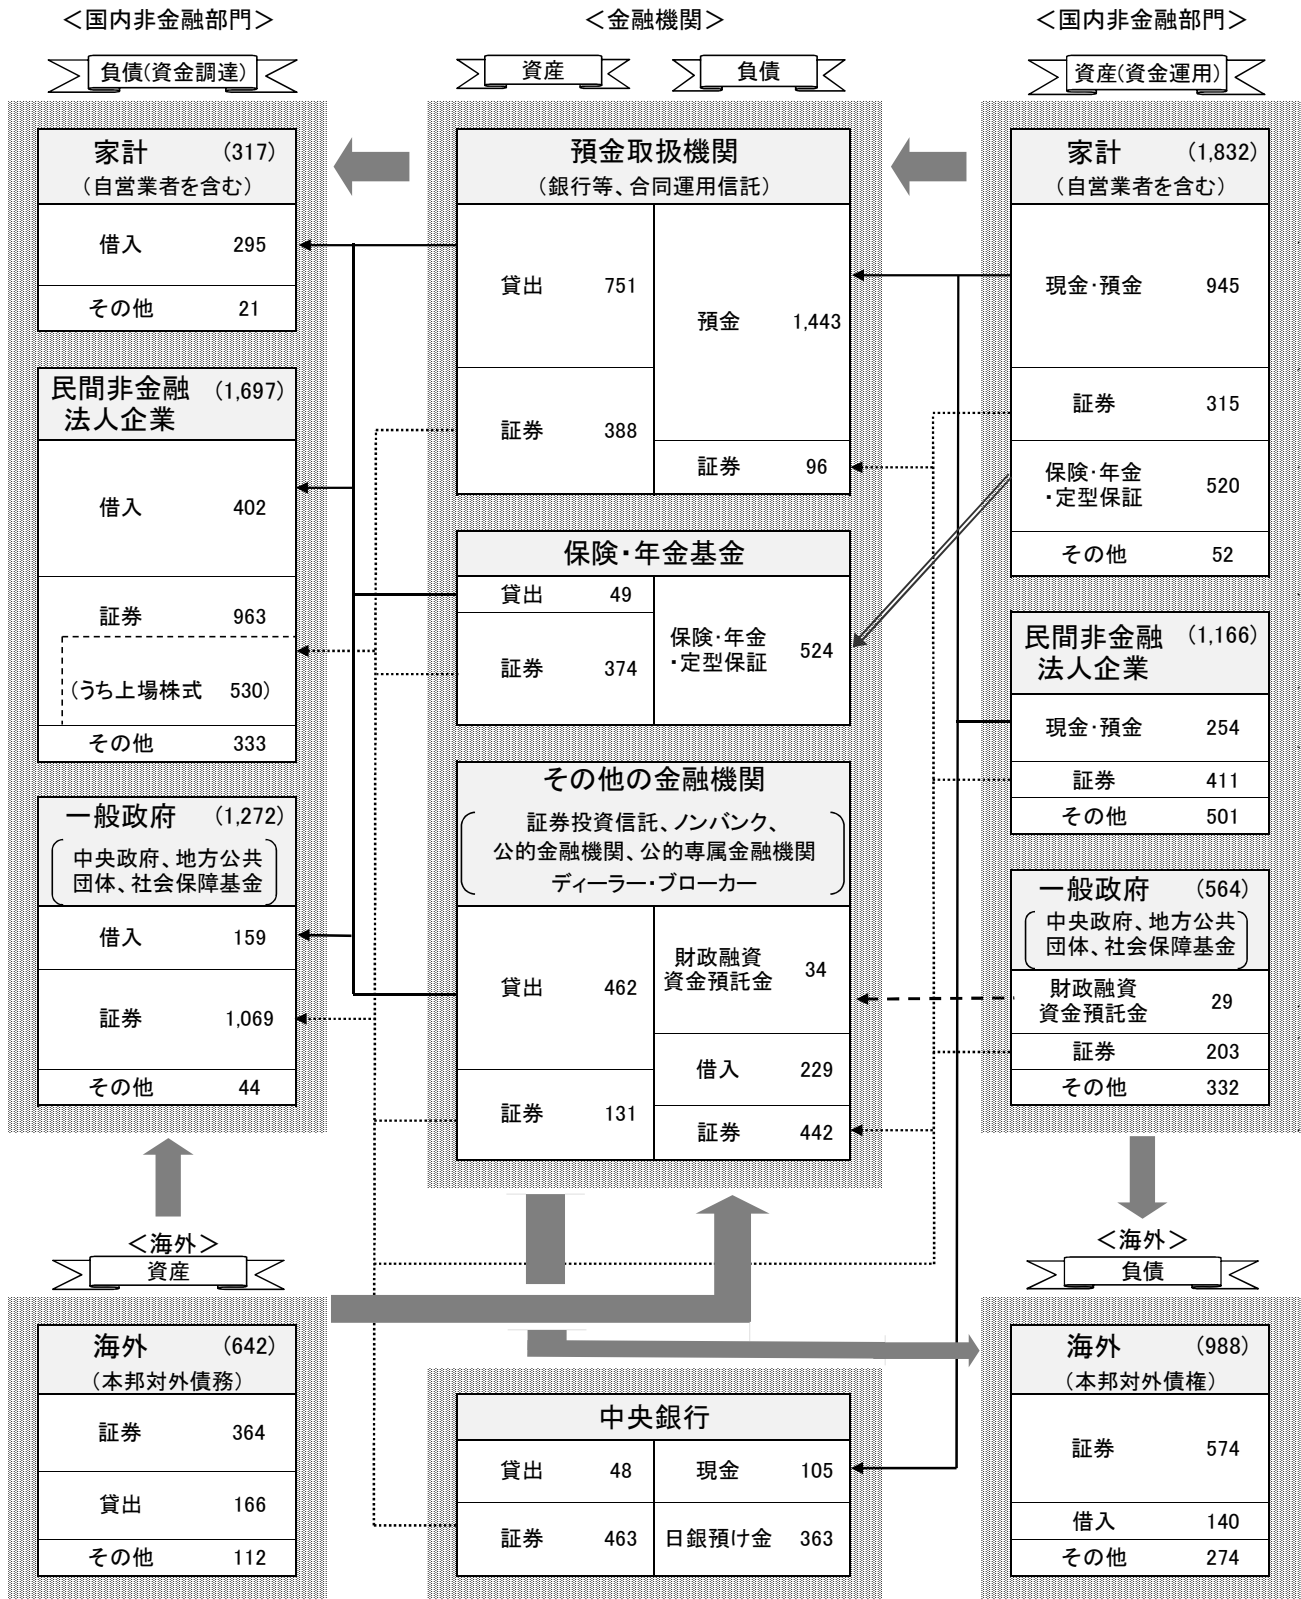 ＜国内非金融部門＞
負債(資金調達)
家計 (317)
(自営業者を含む)
借入 295
その他 21
民間非金融 (1,697)
法人企業
借入 402
証券 963
(うち上場株式 530)
その他 333
一般政府 (1,272)
中央政府、地方公共
団体、社会保障基金
借入 159
証券 1,069
その他 44
＜海外＞
資産
海外 (642)
(本邦対外債務)
証券 364
貸出 166
その他 112
＜金融機関＞
資産 負債
預金取扱機関
(銀行等、合同運用信託)
貸出 751
証券 388
預金 1,443
証券 96
保険・年金基金
貸出 49
証券 374
保険・年金
・定型保証 524
その他の金融機関
証券投資信託、ノンバンク、
公的金融機関、公的専属金融機関
ディーラー・ブローカー
貸出 462
証券 131
財政融資
資金預託金 34
借入 229
証券 442
中央銀行
貸出 48
証券 463
現金 105
日銀預け金 363
＜国内非金融部門＞
資産(資金運用)
家計 (1,832)
(自営業者を含む)
現金・預金 945
証券 315
保険・年金
・定型保証 520
その他 52
民間非金融 (1,166)
法人企業
現金・預金 254
証券 411
その他 501
一般政府 (564)
中央政府、地方公共
団体、社会保障基金
財政融資
資金預託金 29
証券 203
その他 332
＜海外＞
負債
海外 (988)
(本邦対外債権)
証券 574
借入 140
その他 274